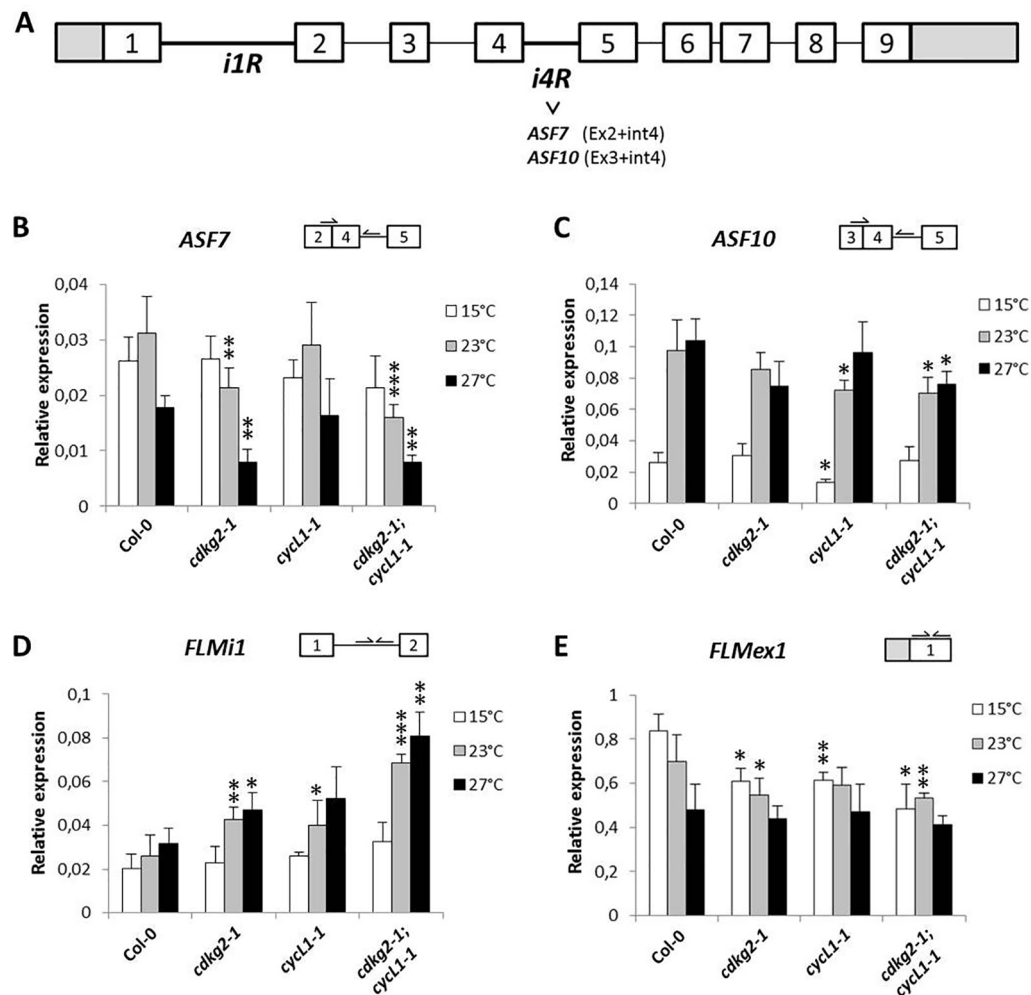 A
1 2 3 4 5 6 7 8 9
i1R
i4R
ASF7 (Ex2+int4)
ASF10 (Ex3+int4)
B
ASF7
2 4 5
Relative expression
0,04
0,03
0,02
0,01
0
** ** *** **
15°C
23°C
27°C
Col-0
cdkg2-1
cycL1-1
cdkg2-1;
cycL1-1
C
ASF10
3 4 5
Relative expression
0,14
0,12
0,1
0,08
0,06
0,04
0,02
0
* * * *
15°C
23°C
27°C
Col-0
cdkg2-1
cycL1-1
cdkg2-1;
cycL1-1
D
FLMi1
1 2
Relative expression
0,1
0,08
0,06
0,04
0,02
0
** * * *** **
15°C
23°C
27°C
Col-0
cdkg2-1
cycL1-1
cdkg2-1;
cycL1-1
E
FLMex1
1
Relative expression
1
0,8
0,6
0,4
0,2
0
* * ** * **
15°C
23°C
27°C
Col-0
cdkg2-1
cycL1-1
cdkg2-1;
cycL1-1